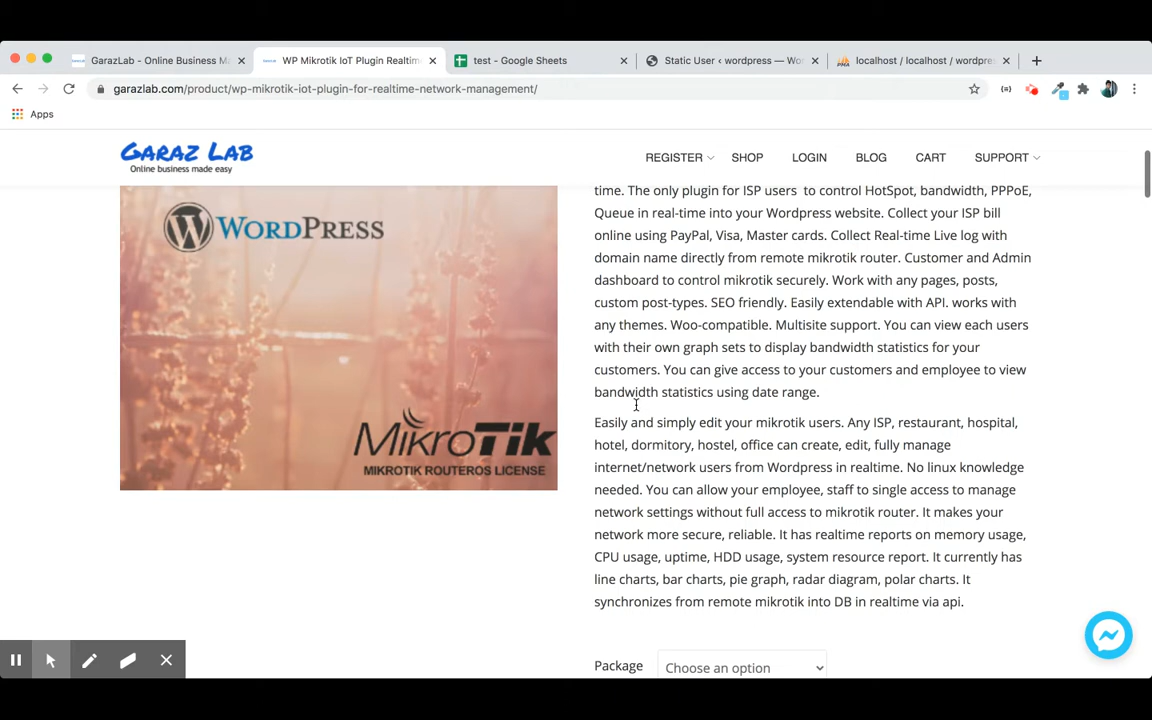 GarazLab - Online Business Ma
WP Mikrotik IoT Plugin Realtime
test - Google Sheets
Static User ‹ wordpress — Wor
localhost / localhost / wordpres
garazlab.com/product/wp-mikrotik-iot-plugin-for-realtime-network-management/
Apps
GARAZ LAB
Online business made easy
REGISTER
SHOP
LOGIN
BLOG
CART
SUPPORT
WORDPRESS
MikroTik
MIKROTIK ROUTEROS LICENSE
time. The only plugin for ISP users to control HotSpot, bandwidth, PPPoE,
Queue in real-time into your Wordpress website. Collect your ISP bill
online using PayPal, Visa, Master cards. Collect Real-time Live log with
domain name directly from remote mikrotik router. Customer and Admin
dashboard to control mikrotik securely. Work with any pages, posts,
custom post-types. SEO friendly. Easily extendable with API. works with
any themes. Woo-compatible. Multisite support. You can view each users
with their own graph sets to display bandwidth statistics for your
customers. You can give access to your customers and employee to view
bandwidth statistics using date range.
Easily and simply edit your mikrotik users. Any ISP, restaurant, hospital,
hotel, dormitory, hostel, office can create, edit, fully manage
internet/network users from Wordpress in realtime. No linux knowledge
needed. You can allow your employee, staff to single access to manage
network settings without full access to mikrotik router. It makes your
network more secure, reliable. It has realtime reports on memory usage,
CPU usage, uptime, HDD usage, system resource report. It currently has
line charts, bar charts, pie graph, radar diagram, polar charts. It
synchronizes from remote mikrotik into DB in realtime via api.
Package
Choose an option